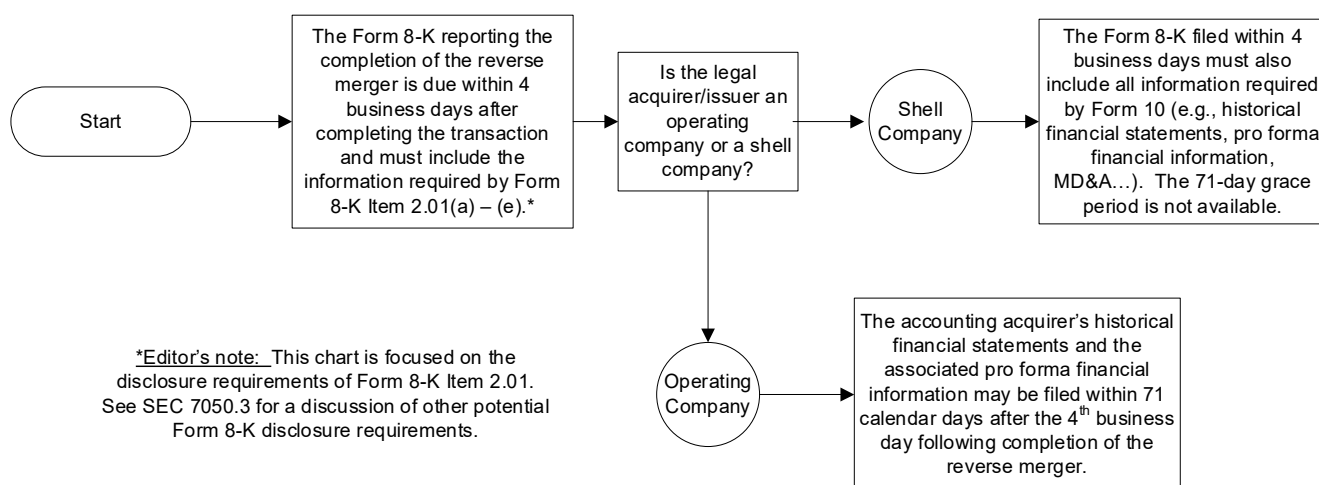 Start
The Form 8-K reporting the
completion of the reverse
merger is due within 4
business days after
completing the transaction
and must include the
information required by Form
8-K Item 2.01(a) – (e).*
Is the legal
acquirer/issuer an
operating
company or a shell
company?
Shell
Company
The Form 8-K filed within 4
business days must also
include all information required
by Form 10 (e.g., historical
financial statements, pro forma
financial information,
MD&A…).  The 71-day grace
period is not available.
*Editor's note:  This chart is focused on the
disclosure requirements of Form 8-K Item 2.01.
See SEC 7050.3 for a discussion of other potential
Form 8-K disclosure requirements.
Operating
Company
The accounting acquirer's historical
financial statements and the
associated pro forma financial
information may be filed within 71
calendar days after the 4th business
day following completion of the
reverse merger.